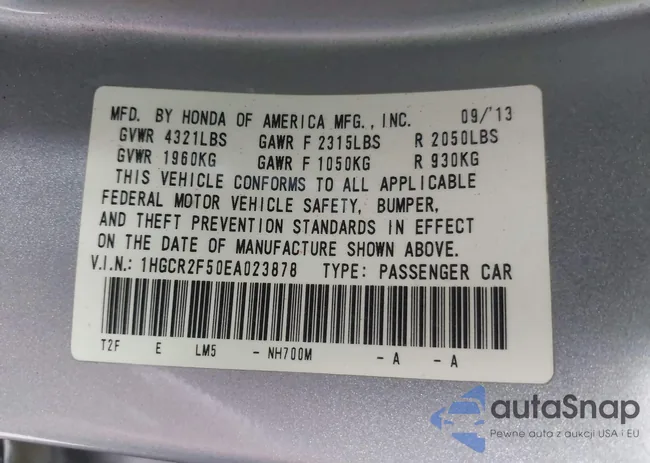 MFD. BY HONDA OF AMERICA MFG., INC. 09/'13
GVWR 4321LBS GAWR F 2315LBS R 2050LBS
GVWR 1960KG GAWR F 1050KG R 930KG
THIS VEHICLE CONFORMS TO ALL APPLICABLE
FEDERAL MOTOR VEHICLE SAFETY, BUMPER,
AND THEFT PREVENTION STANDARDS IN EFFECT
ON THE DATE OF MANUFACTURE SHOWN ABOVE.
V.I.N.: 1HGCR2F50EA023878 TYPE: PASSENGER CAR
T2F E LM5 - NH700M - A - A
autaSnap
Pewne auta z aukcji USA i EU